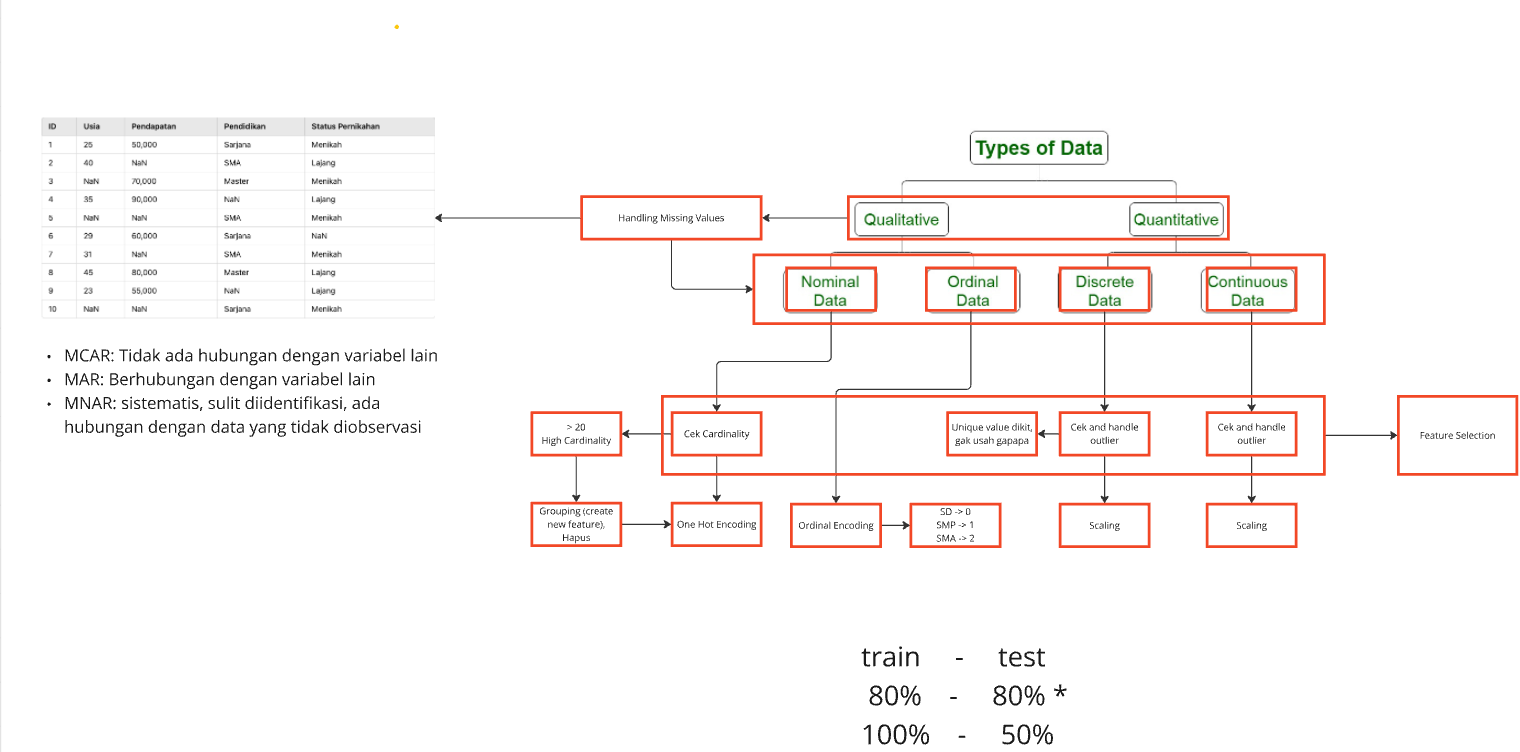 ID Usia Pendapatan Pendidikan Status Pernikahan
1 25 50,000 Sarjana Menikah
2 40 NaN SMA Lajang
3 NaN 70,000 Master Menikah
4 35 90,000 NaN Lajang
5 NaN NaN SMA Menikah
6 29 60,000 Sarjana NaN
7 31 NaN SMA Menikah
8 45 80,000 Master Lajang
9 23 55,000 NaN Lajang
10 NaN NaN Sarjana Menikah
• MCAR: Tidak ada hubungan dengan variabel lain
• MAR: Berhubungan dengan variabel lain
• MNAR: sistematis, sulit diidentifikasi, ada
hubungan dengan data yang tidak diobservasi
Types of Data
Handling Missing Values
Qualitative
Quantitative
Nominal
Data
Ordinal
Data
Discrete
Data
Continuous
Data
> 20
High Cardinality
Cek Cardinality
Unique value dikit,
gak usah gapapa
Cek and handle
outlier
Cek and handle
outlier
Feature Selection
Grouping (create
new feature),
Hapus
One Hot Encoding
Ordinal Encoding
SD -> 0
SMP -> 1
SMA -> 2
Scaling
Scaling
train - test
80% - 80% *
100% - 50%